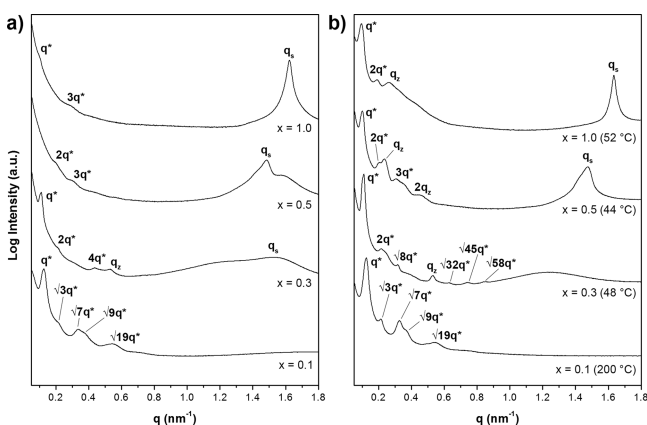 a)
q*
3q*
qs
x = 1.0
2q*
3q*
qs
x = 0.5
q*
2q*
4q*
qz
qs
x = 0.3
q*
√3q*
√7q*
√9q*
√19q*
x = 0.1
0.2 0.4 0.6 0.8 1.0 1.2 1.4 1.6 1.8
q (nm⁻¹)
Log Intensity (a.u.)
b)
q*
2q*
qz
qs
x = 1.0 (52 °C)
q*
2q*
qz
3q*
2qz
qs
x = 0.5 (44 °C)
q*
2q*
√8q*
qz
√32q*
√45q*
√58q*
x = 0.3 (48 °C)
q*
√3q*
√7q*
√9q*
√19q*
x = 0.1 (200 °C)
0.2 0.4 0.6 0.8 1.0 1.2 1.4 1.6 1.8
q (nm⁻¹)